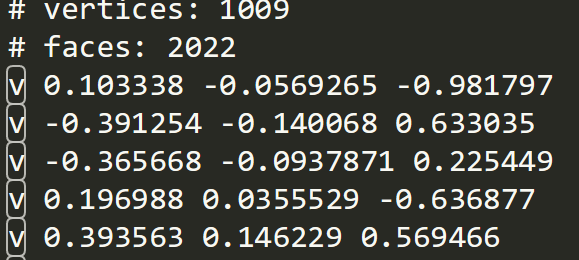 # vertices: 1009
# faces: 2022
v 0.103338 -0.0569265 -0.981797
v -0.391254 -0.140068 0.633035
v -0.365668 -0.0937871 0.225449
v 0.196988 0.0355529 -0.636877
v 0.393563 0.146229 0.569466